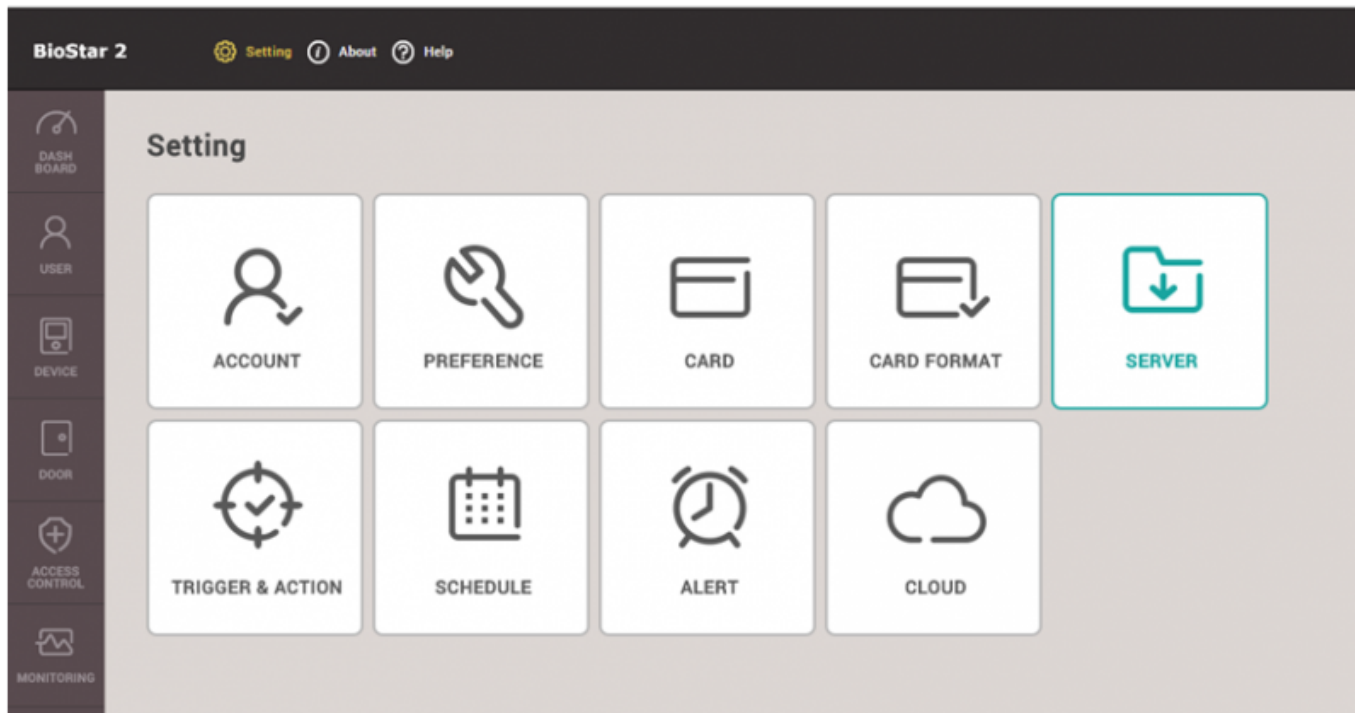 BioStar 2
Setting
About
Help
DASH
BOARD
USER
DEVICE
DOOR
ACCESS
CONTROL
MONITORING
Setting
ACCOUNT
PREFERENCE
CARD
CARD FORMAT
SERVER
TRIGGER & ACTION
SCHEDULE
ALERT
CLOUD